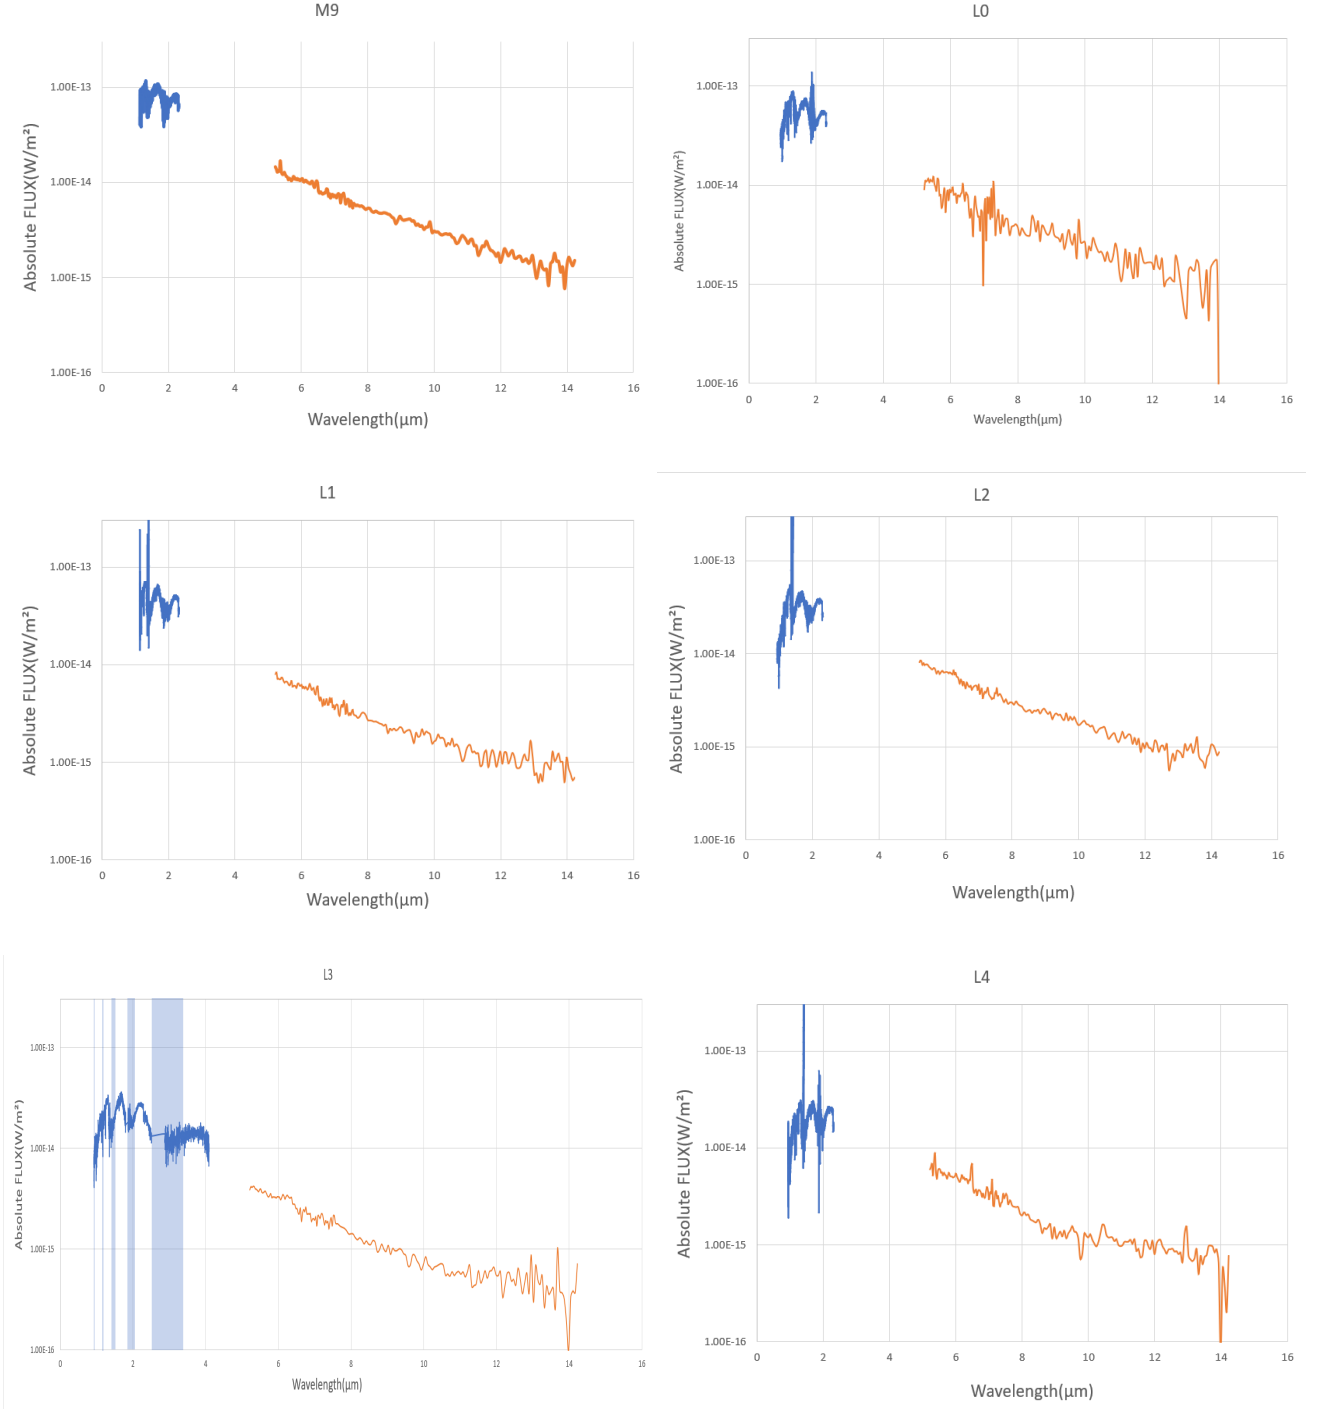 M9
Absolute FLUX(W/m²)
1.00E-13
1.00E-14
1.00E-15
1.00E-16
0 2 4 6 8 10 12 14 16
Wavelength(μm)
L0
Absolute FLUX(W/m²)
1.00E-13
1.00E-14
1.00E-15
1.00E-16
0 2 4 6 8 10 12 14 16
Wavelength(μm)
L1
Absolute FLUX(W/m²)
1.00E-13
1.00E-14
1.00E-15
1.00E-16
0 2 4 6 8 10 12 14 16
Wavelength(μm)
L2
Absolute FLUX(W/m²)
1.00E-13
1.00E-14
1.00E-15
1.00E-16
0 2 4 6 8 10 12 14 16
Wavelength(μm)
L3
Absolute FLUX(W/m²)
1.00E-13
1.00E-14
1.00E-15
1.00E-16
0 2 4 6 8 10 12 14 16
Wavelength(μm)
L4
Absolute FLUX(W/m²)
1.00E-13
1.00E-14
1.00E-15
1.00E-16
0 2 4 6 8 10 12 14 16
Wavelength(μm)